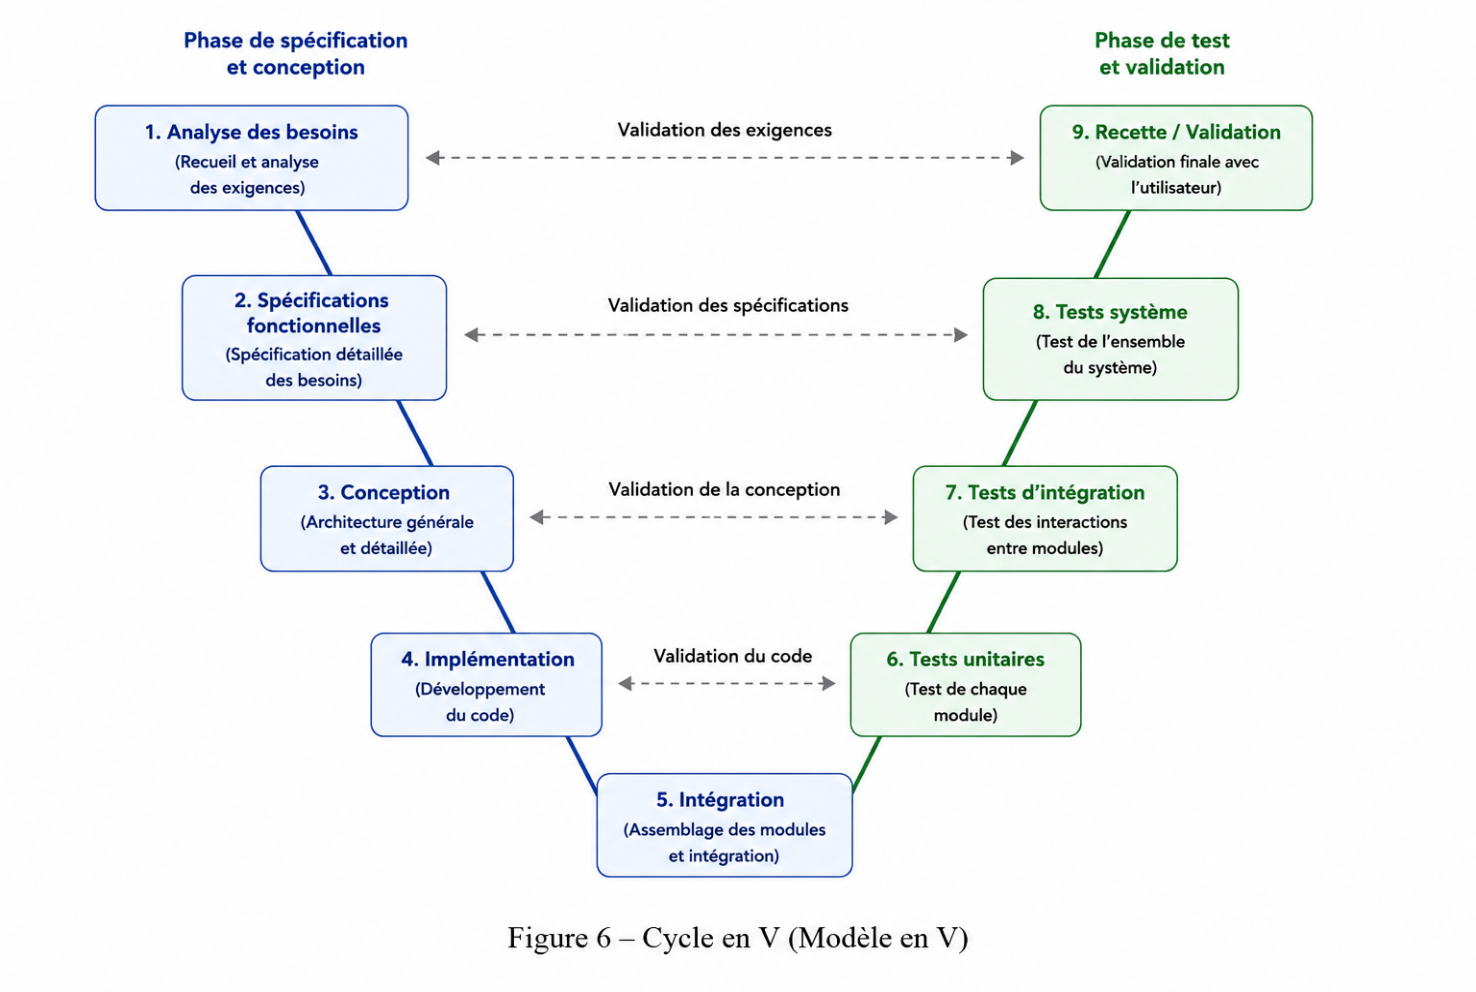 Phase de spécification
et conception
Phase de test
et validation
1. Analyse des besoins
(Recueil et analyse
des exigences)
Validation des exigences
9. Recette / Validation
(Validation finale avec
l'utilisateur)
2. Spécifications
fonctionnelles
(Spécification détaillée
des besoins)
Validation des spécifications
8. Tests système
(Test de l'ensemble
du système)
3. Conception
(Architecture générale
et détaillée)
Validation de la conception
7. Tests d'intégration
(Test des interactions
entre modules)
4. Implémentation
(Développement
du code)
Validation du code
6. Tests unitaires
(Test de chaque
module)
5. Intégration
(Assemblage des modules
et intégration)
Figure 6 – Cycle en V (Modèle en V)